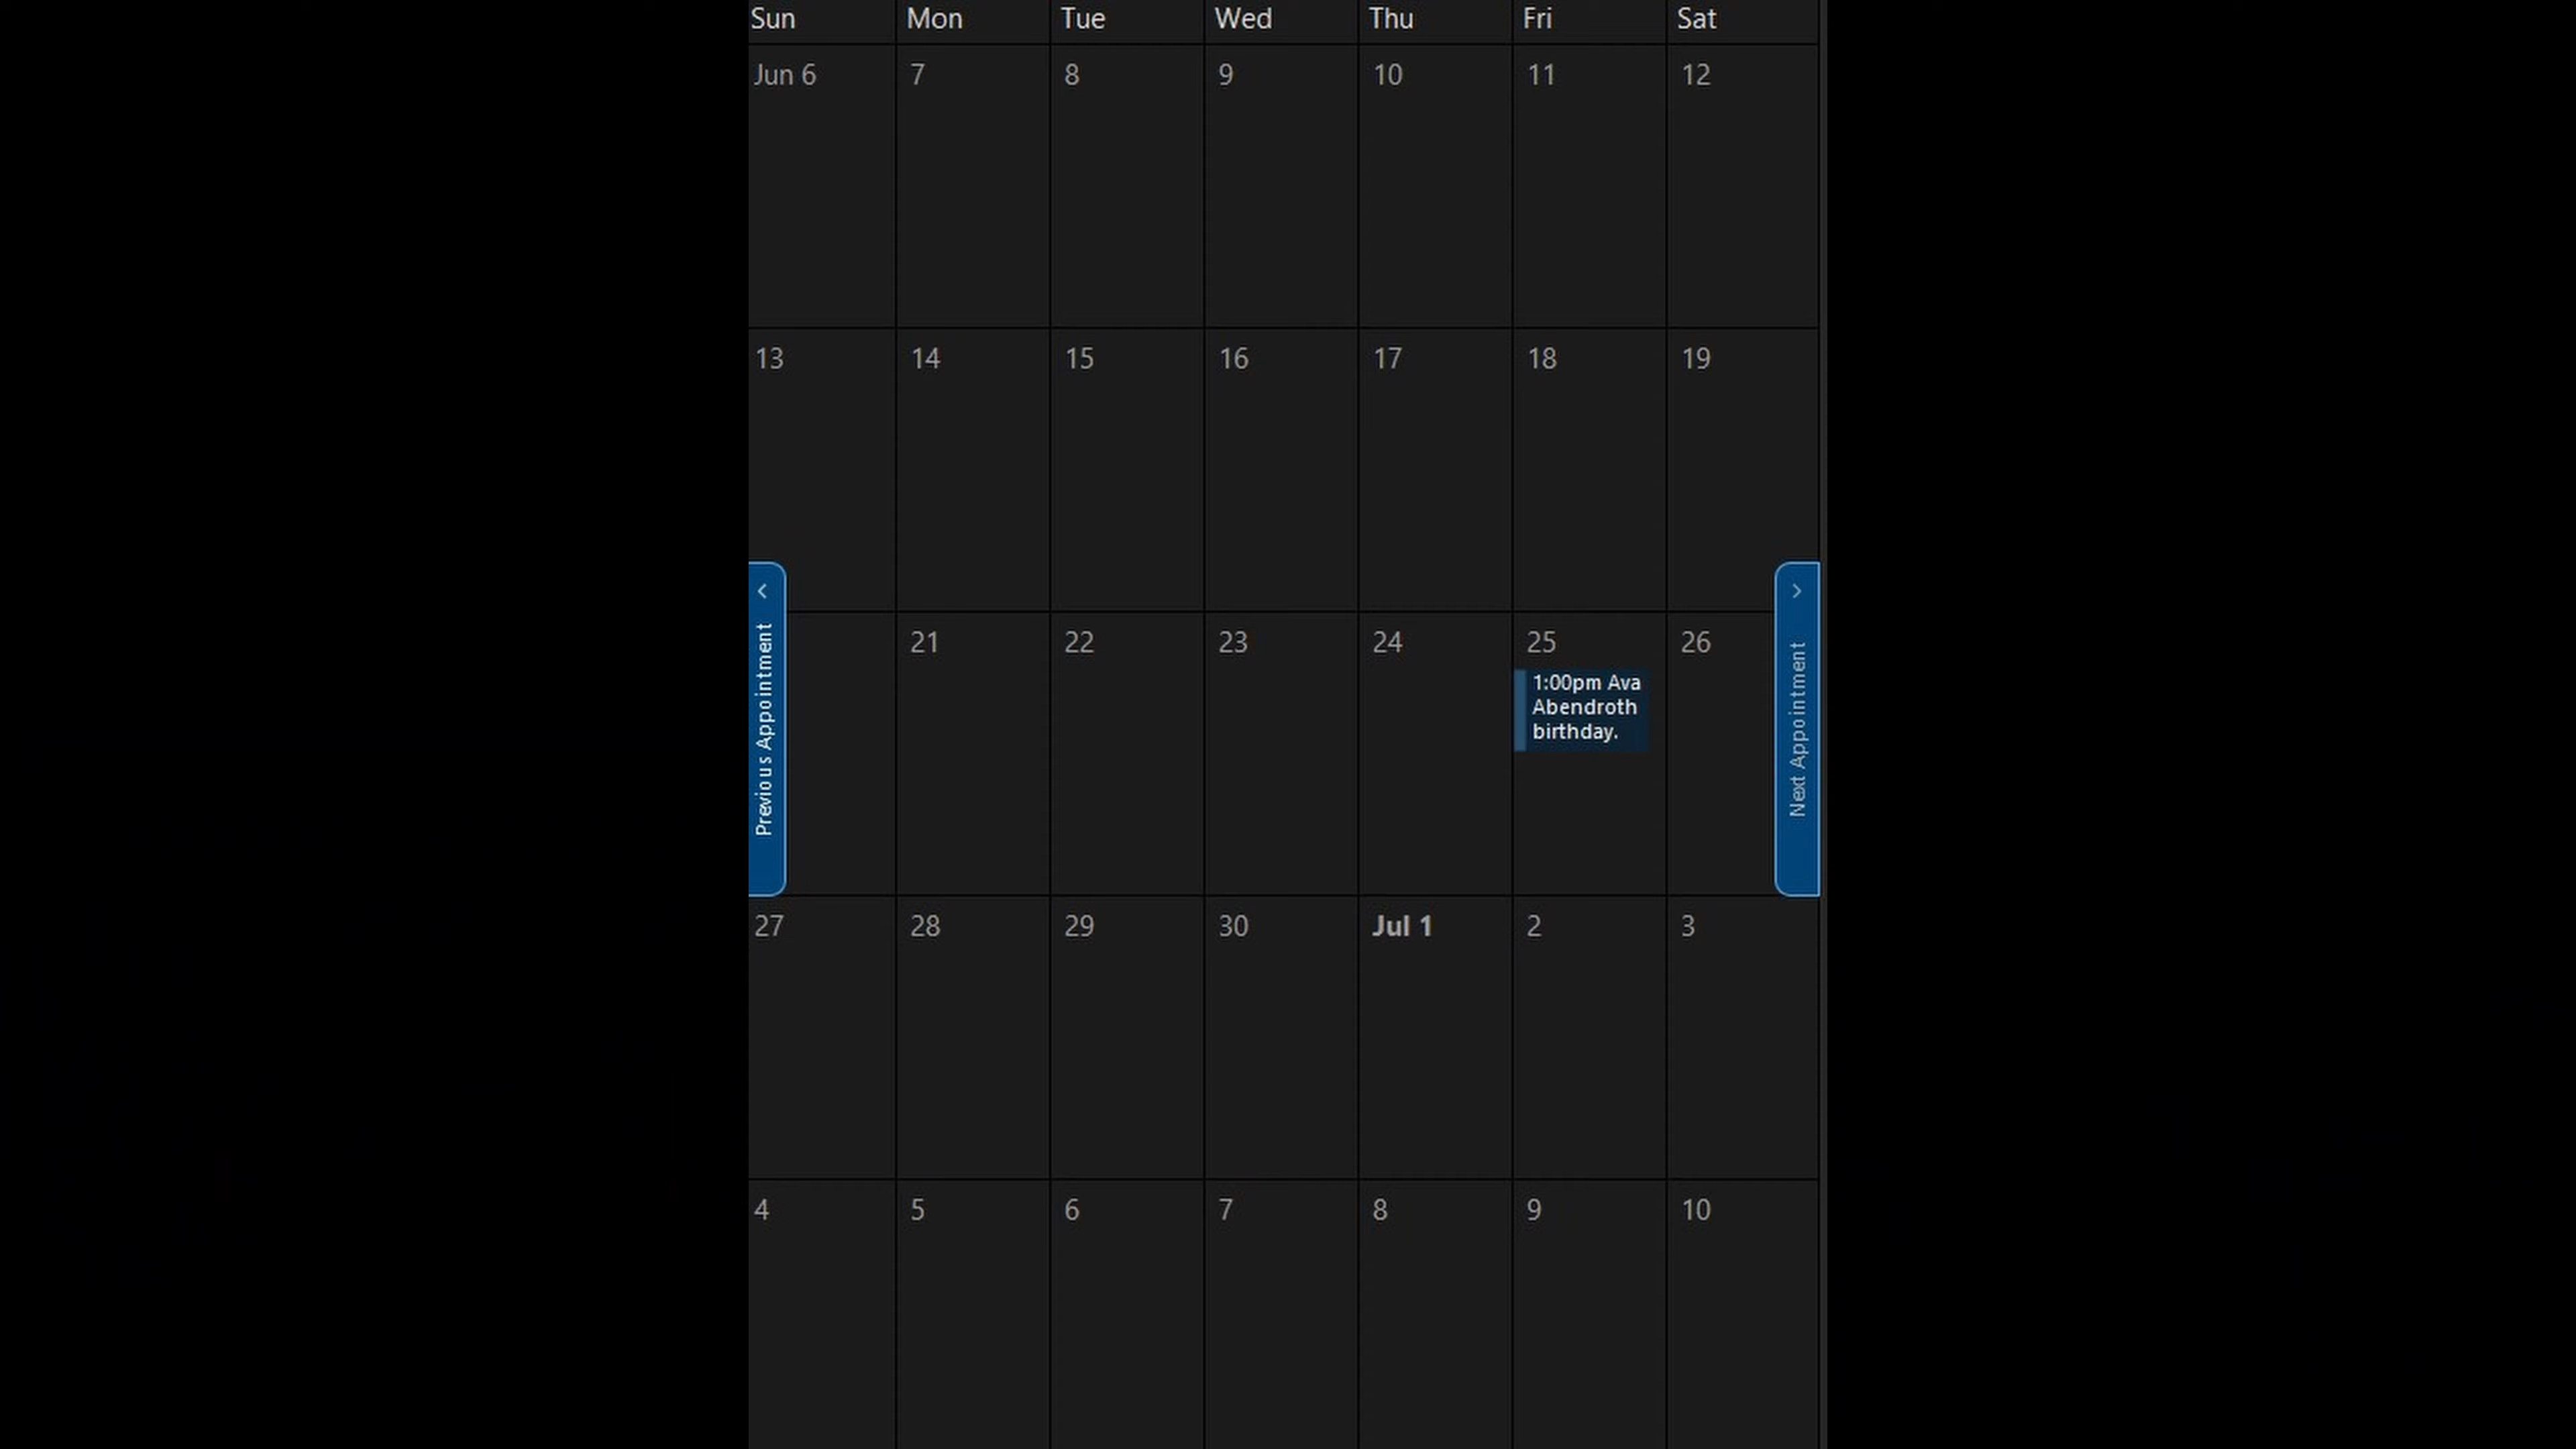 Sun Mon Tue Wed Thu Fri Sat
Jun 6 7 8 9 10 11 12
13 14 15 16 17 18 19
21 22 23 24 25 26
1:00pm Ava
Abendroth
birthday.
Previous Appointment
Next Appointment
27 28 29 30 Jul 1 2 3
4 5 6 7 8 9 10